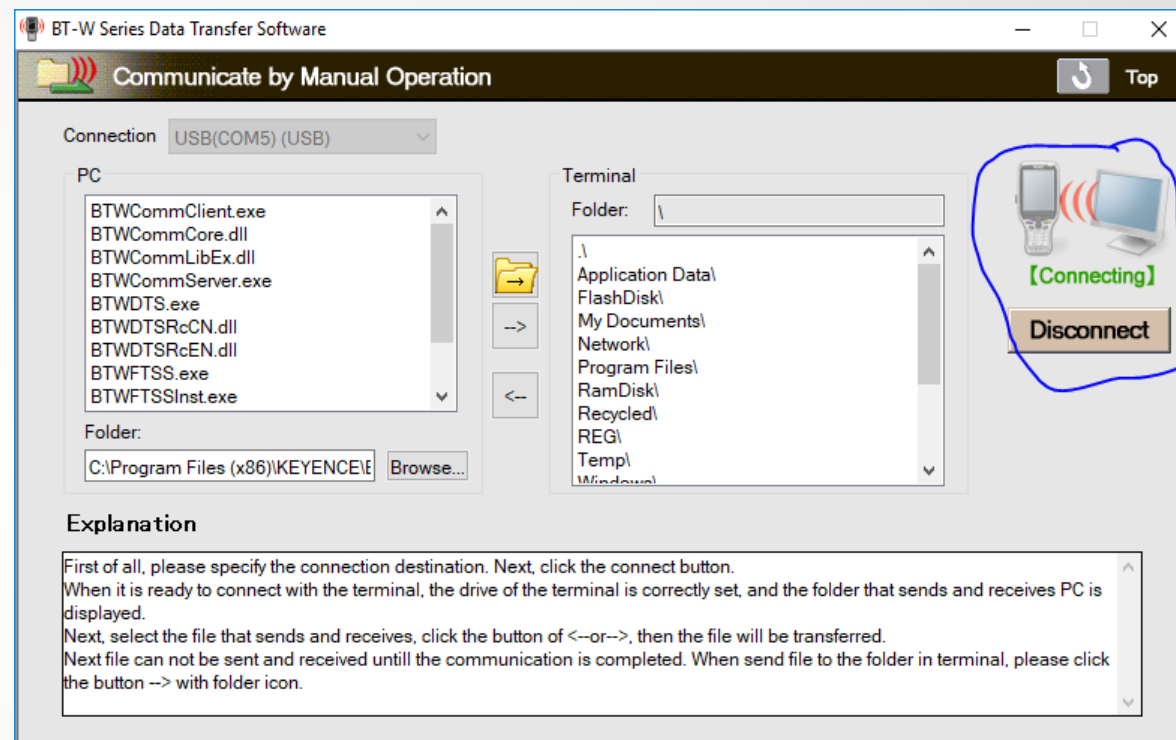 BT-W Series Data Transfer Software
Communicate by Manual Operation
Top
Connection USB(COM5) (USB)
PC
BTWCommClient.exe
BTWCommCore.dll
BTWCommLibEx.dll
BTWCommServer.exe
BTWDTS.exe
BTWDTSRcCN.dll
BTWDTSRcEN.dll
BTWFTSS.exe
BTWFTSSInst.exe
Folder:
C:\Program Files (x86)\KEYENCE\E
Browse...
-->
<--
Terminal
Folder: \
.\
Application Data\
FlashDisk\
My Documents\
Network\
Program Files\
RamDisk\
Recycled\
REG\
Temp\
Windows\
【Connecting】
Disconnect
Explanation
First of all, please specify the connection destination. Next, click the connect button.
When it is ready to connect with the terminal, the drive of the terminal is correctly set, and the folder that sends and receives PC is
displayed.
Next, select the file that sends and receives, click the button of <--or-->, then the file will be transferred.
Next file can not be sent and received untill the communication is completed. When send file to the folder in terminal, please click
the button --> with folder icon.